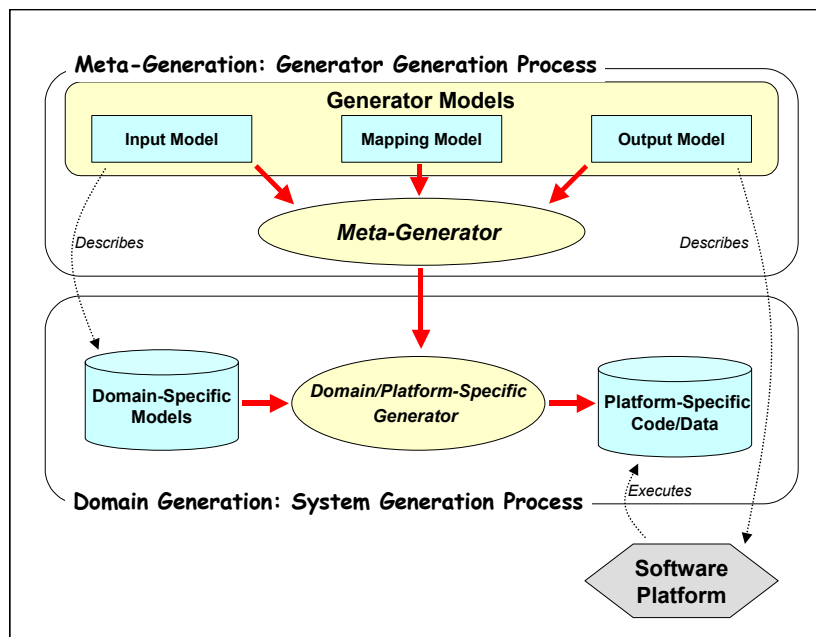 Meta-Generation: Generator Generation Process
Generator Models
Input Model
Mapping Model
Output Model
Meta-Generator
Describes
Describes
Domain-Specific
Models
Domain/Platform-Specific
Generator
Platform-Specific
Code/Data
Domain Generation: System Generation Process
Executes
Software
Platform